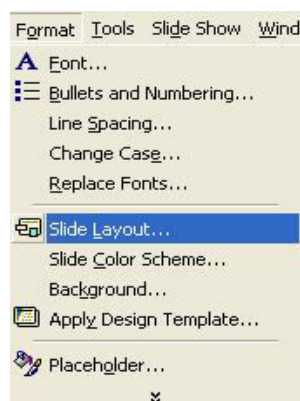 Format Tools Slide Show Wind
A Font...
Bullets and Numbering...
Line Spacing...
Change Case...
Replace Fonts...
Slide Layout...
Slide Color Scheme...
Background...
Apply Design Template...
Placeholder...